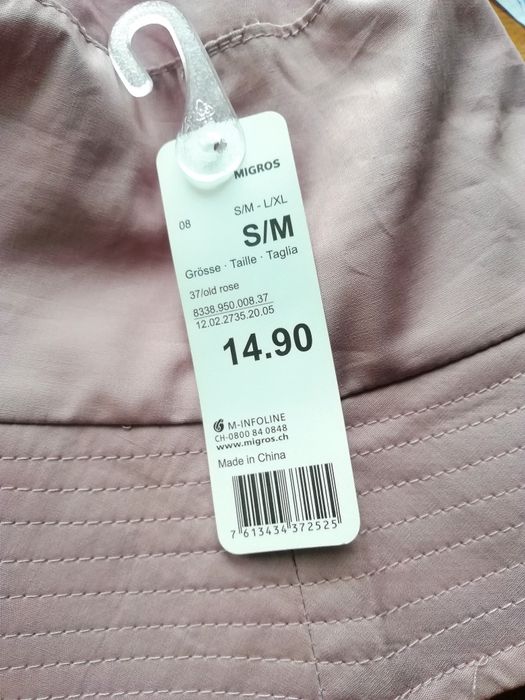 MIGROS
08
S/M - L/XL
S/M
Grösse · Taille · Taglia
37/old rose
8338.950.008.37
12.02.2735.20.05
14.90
M-INFOLINE
CH-0800 84 0848
www.migros.ch
Made in China
7 613434 372525